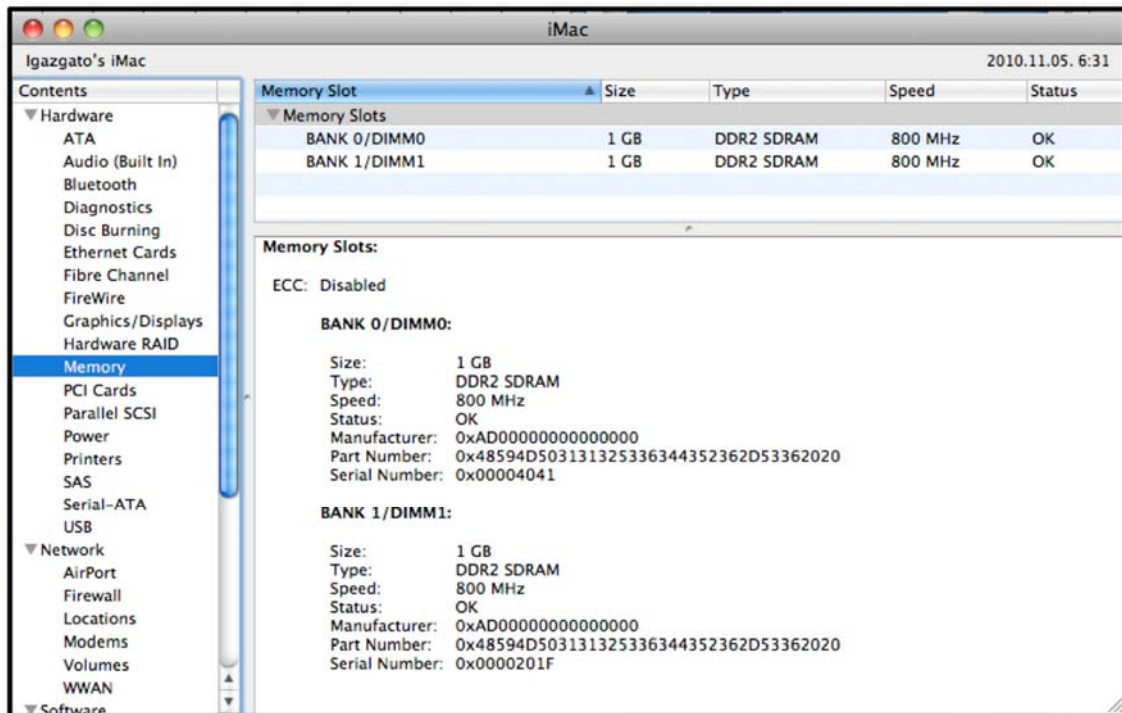 iMac
Igazgato's iMac 2010.11.05. 6:31
Contents
Hardware
ATA
Audio (Built In)
Bluetooth
Diagnostics
Disc Burning
Ethernet Cards
Fibre Channel
FireWire
Graphics/Displays
Hardware RAID
Memory
PCI Cards
Parallel SCSI
Power
Printers
SAS
Serial-ATA
USB
Network
AirPort
Firewall
Locations
Modems
Volumes
WWAN
Software
Memory Slot Size Type Speed Status
Memory Slots
BANK 0/DIMM0 1 GB DDR2 SDRAM 800 MHz OK
BANK 1/DIMM1 1 GB DDR2 SDRAM 800 MHz OK
Memory Slots:
ECC: Disabled
BANK 0/DIMM0:
Size: 1 GB
Type: DDR2 SDRAM
Speed: 800 MHz
Status: OK
Manufacturer: 0xAD00000000000000
Part Number: 0x48594D503131325336344352362D53362020
Serial Number: 0x00004041
BANK 1/DIMM1:
Size: 1 GB
Type: DDR2 SDRAM
Speed: 800 MHz
Status: OK
Manufacturer: 0xAD00000000000000
Part Number: 0x48594D503131325336344352362D53362020
Serial Number: 0x0000201F